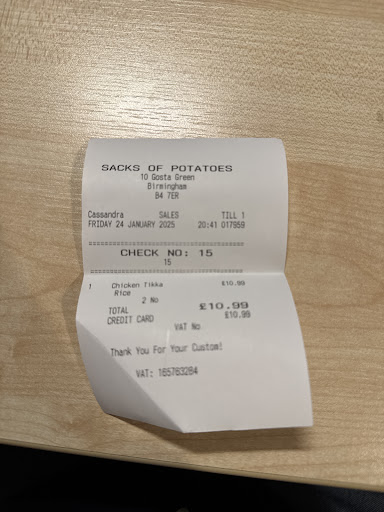 SACKS OF POTATOES
10 Gosta Green
Birmingham
B4 7ER
Cassandra SALES TILL 1
FRIDAY 24 JANUARY 2025 20:41 017959
CHECK NO: 15
15
1 Chicken Tikka £10.99
Rice
2 No
TOTAL £10.99
CREDIT CARD £10.99
VAT No
Thank You For Your Custom!
VAT: 165763284